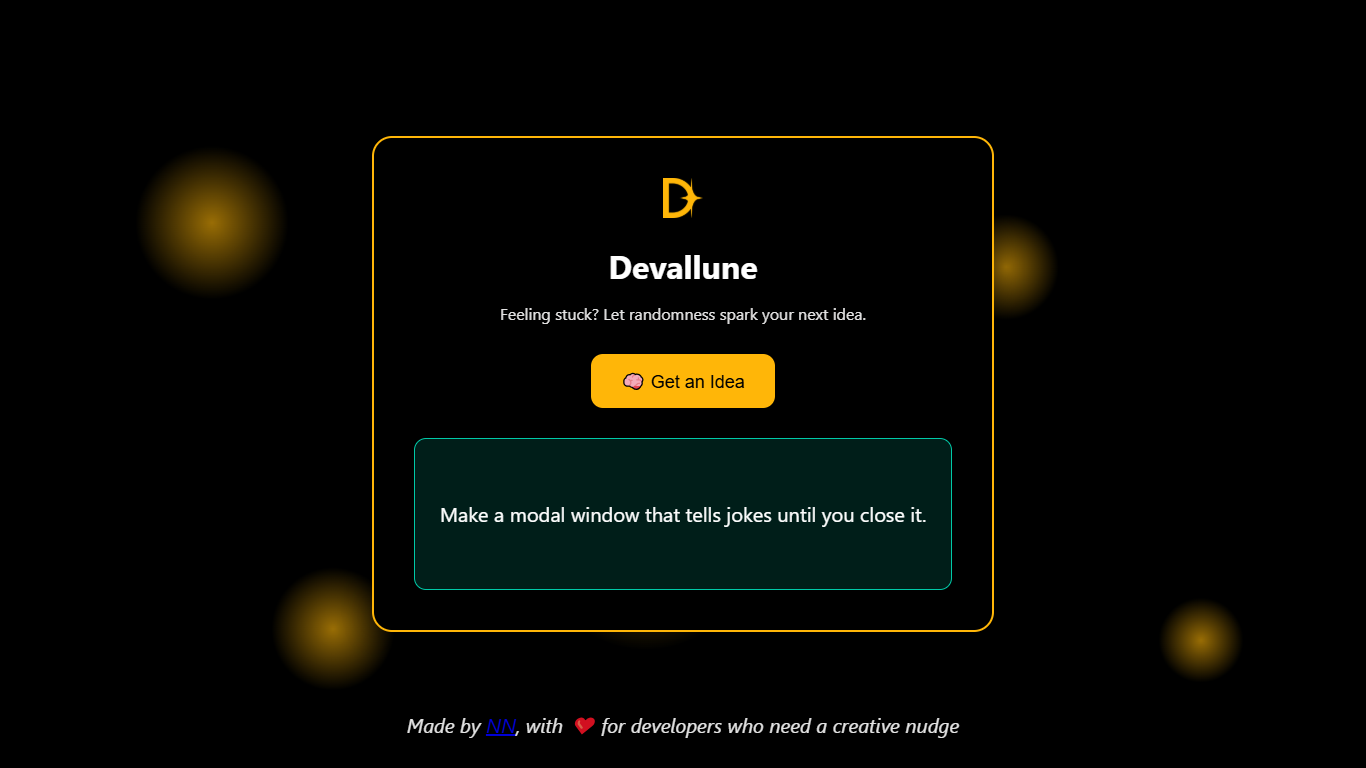 Devallune
Feeling stuck? Let randomness spark your next idea.
🧠 Get an Idea
Make a modal window that tells jokes until you close it.
Made by NN, with ❤️ for developers who need a creative nudge